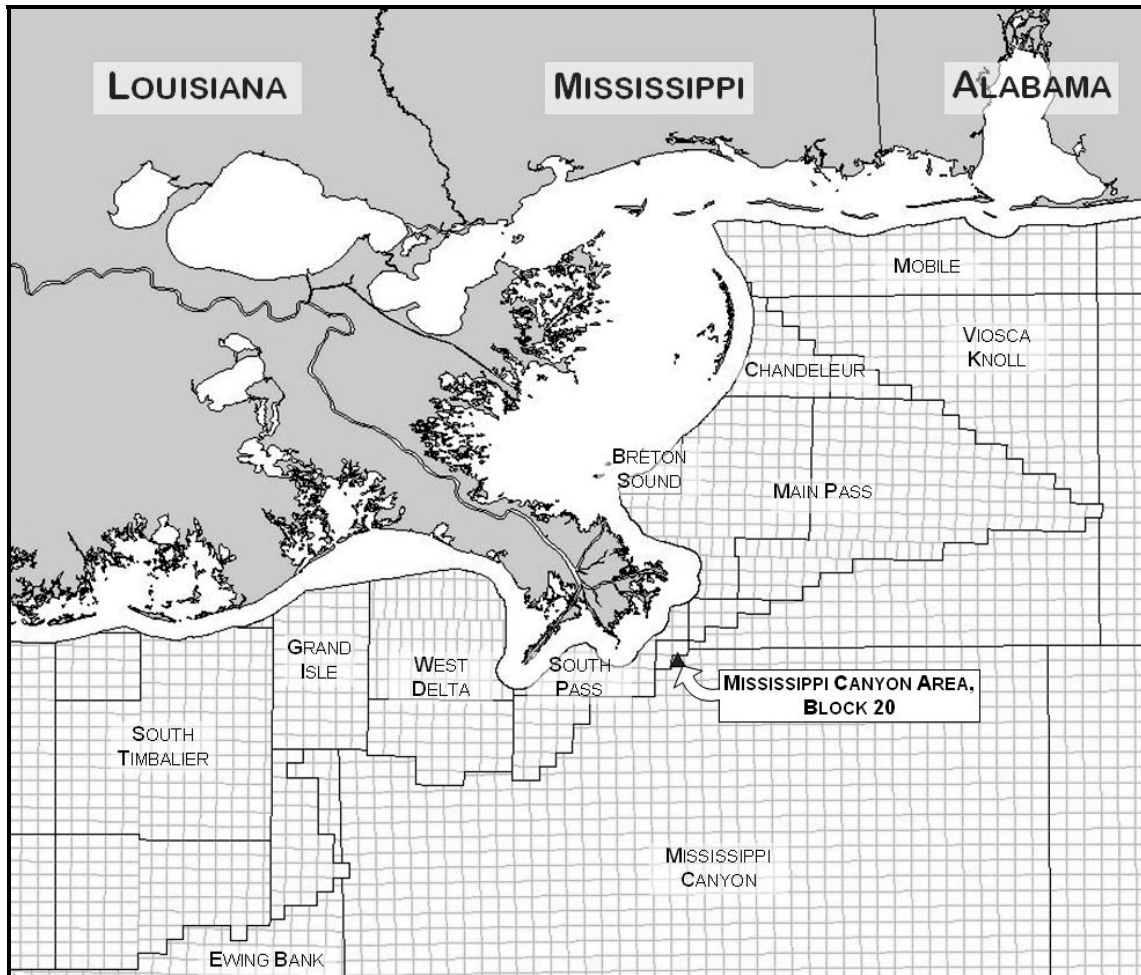 LOUISIANA
MISSISSIPPI
ALABAMA
MOBILE
VIOSCA
KNOLL
CHANDELEUR
BRETON
SOUND
MAIN PASS
GRAND
ISLE
WEST
DELTA
SOUTH
PASS
MISSISSIPPI CANYON AREA,
BLOCK 20
SOUTH
TIMBALIER
MISSISSIPPI
CANYON
EWING BANK